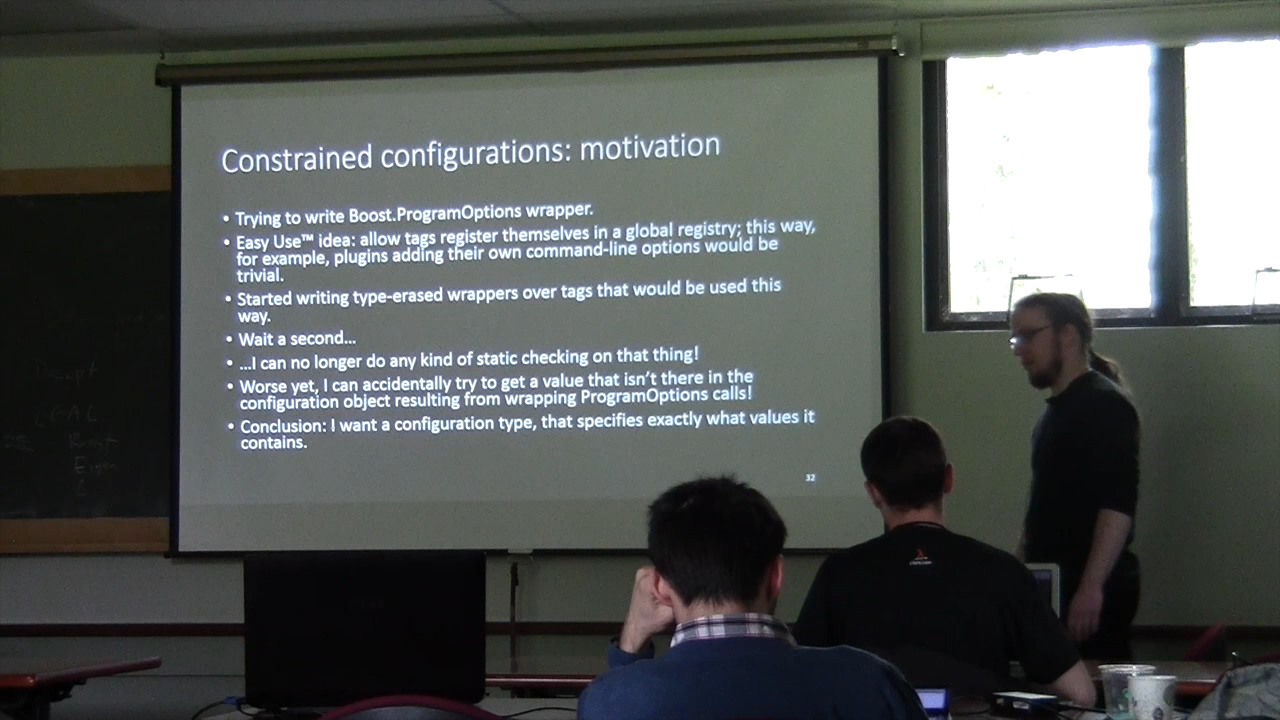 Constrained configurations: motivation
• Trying to write Boost.ProgramOptions wrapper.
• Easy Use™ idea: allow tags register themselves in a global registry; this way,
for example, plugins adding their own command-line options would be
trivial.
• Started writing type-erased wrappers over tags that would be used this
way.
• Wait a second…
• …I can no longer do any kind of static checking on that thing!
• Worse yet, I can accidentally try to get a value that isn't there in the
configuration object resulting from wrapping ProgramOptions calls!
• Conclusion: I want a configuration type, that specifies exactly what values it
contains.
32